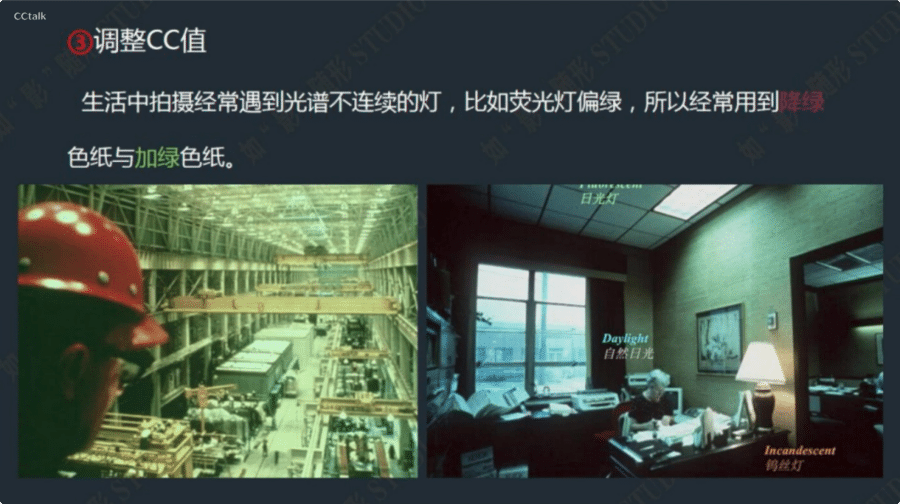 CCtalk
③调整CC值
生活中拍摄经常遇到光谱不连续的灯，比如荧光灯偏绿，所以经常用到降绿
色纸与加绿色纸。
Fluorescent
日光灯
Daylight
自然日光
Incandescent
钨丝灯